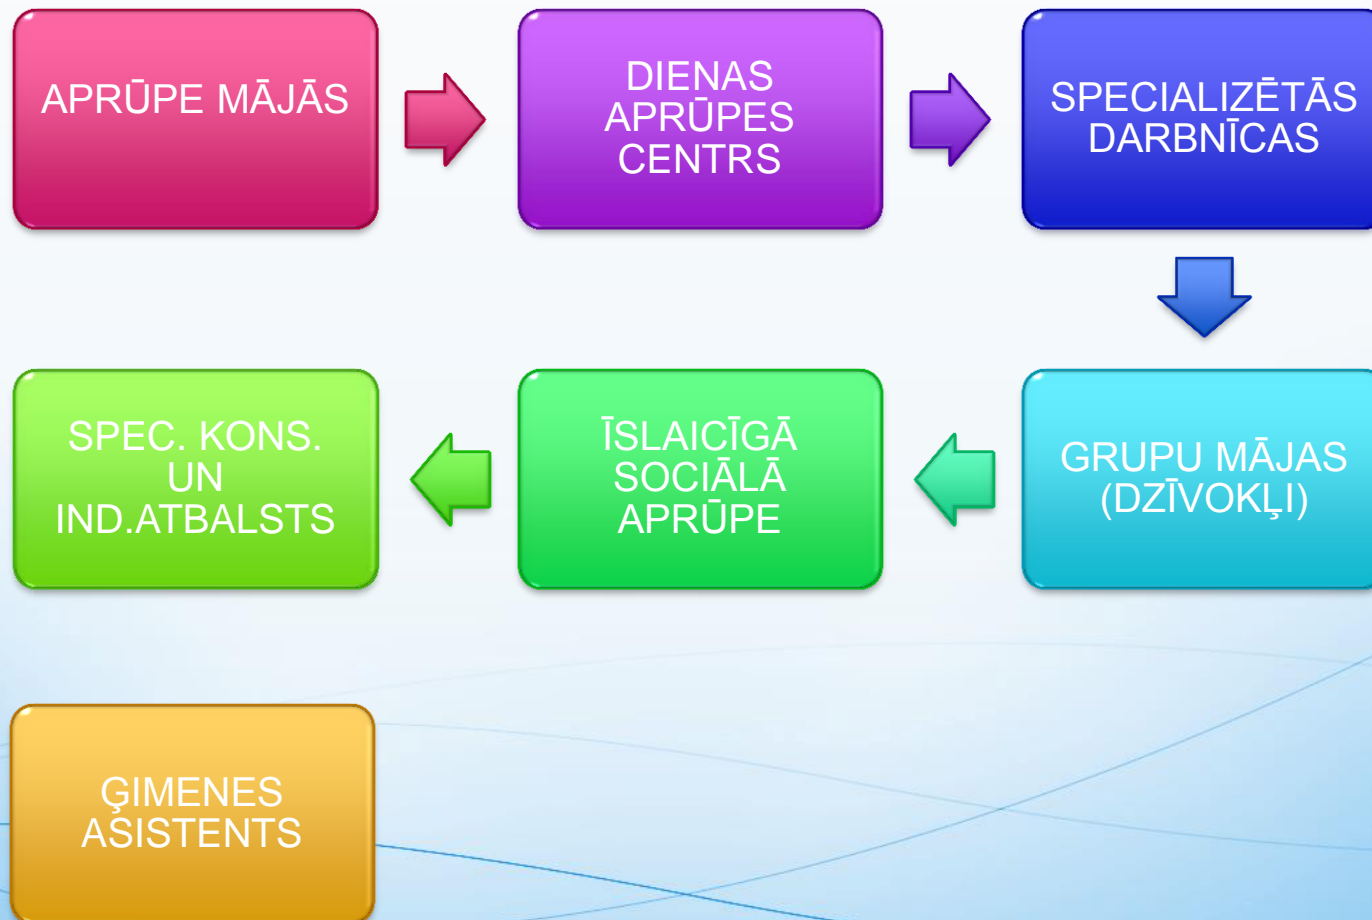 APRŪPE MĀJĀS
DIENAS
APRŪPES
CENTRS
SPECIALIZĒTĀS
DARBNĪCAS
GRUPU MĀJAS
(DZĪVOKĻI)
ĪSLAICĪGĀ
SOCIĀLĀ
APRŪPE
SPEC. KONS.
UN
IND.ATBALSTS
ĢIMENES
ASISTENTS